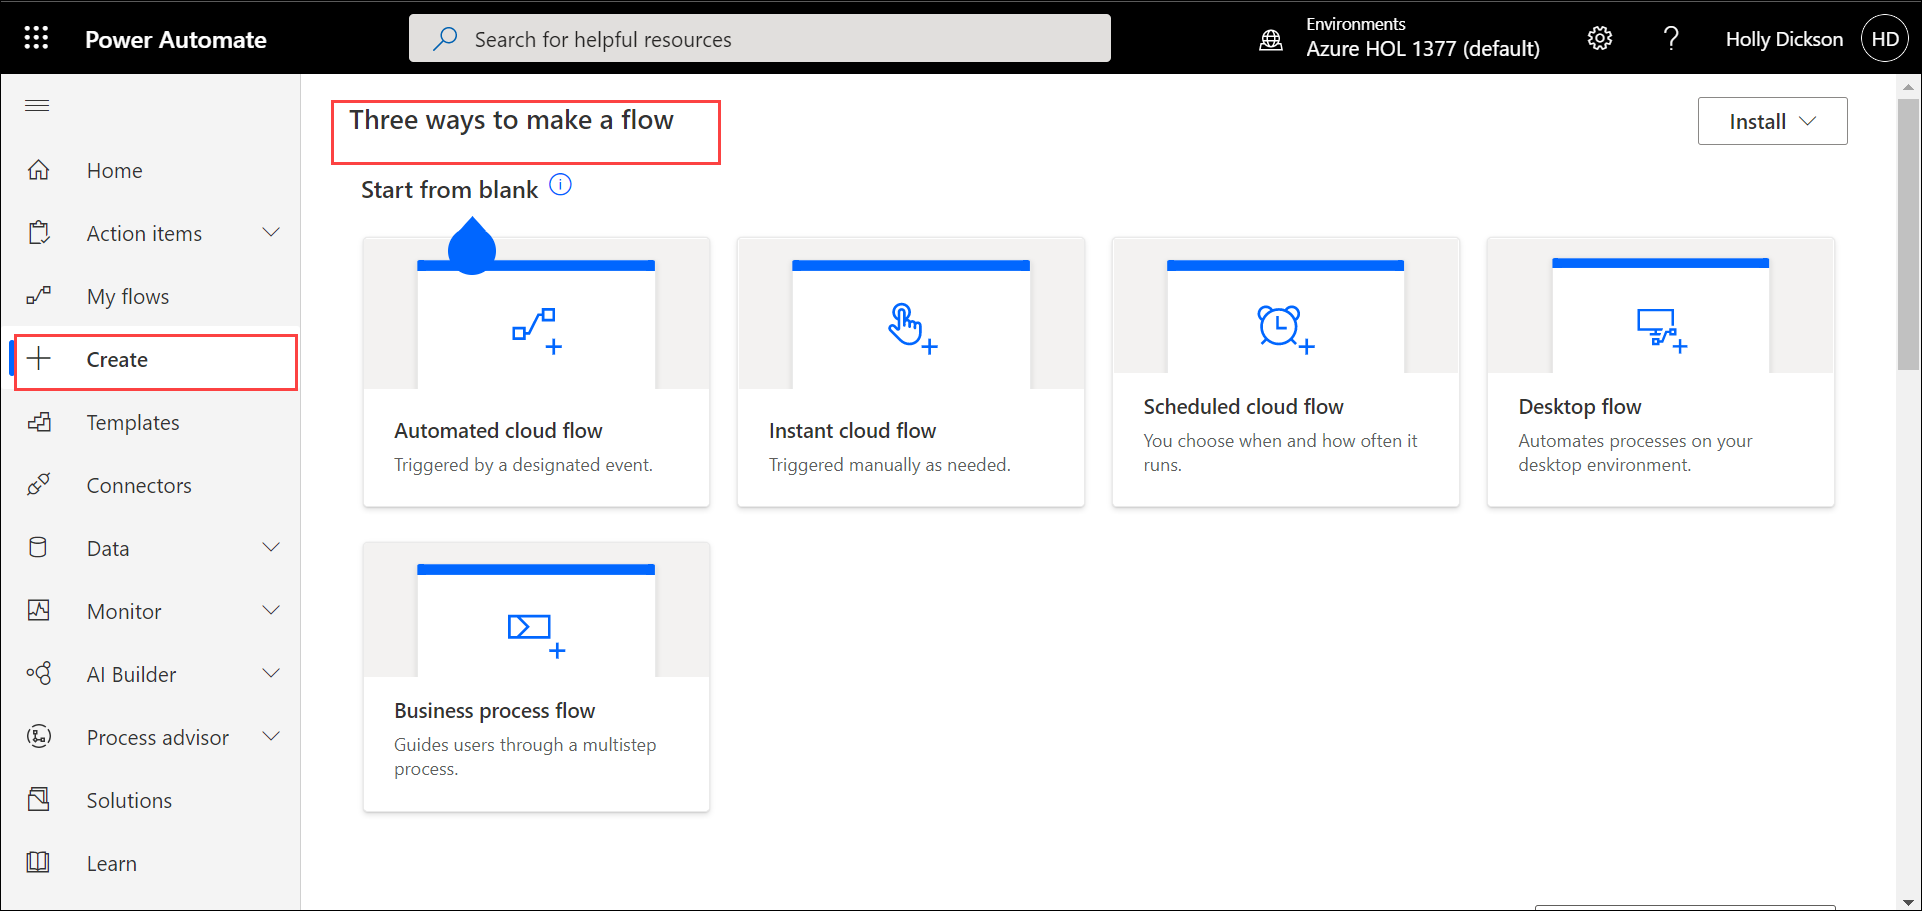 Power Automate
Search for helpful resources
Environments
Azure HOL 1377 (default)
?
Holly Dickson
HD
Home
Action items
My flows
Create
Templates
Connectors
Data
Monitor
AI Builder
Process advisor
Solutions
Learn
Three ways to make a flow
Install
Start from blank
Automated cloud flow
Triggered by a designated event.
Instant cloud flow
Triggered manually as needed.
Scheduled cloud flow
You choose when and how often it
runs.
Desktop flow
Automates processes on your
desktop environment.
Business process flow
Guides users through a multistep
process.